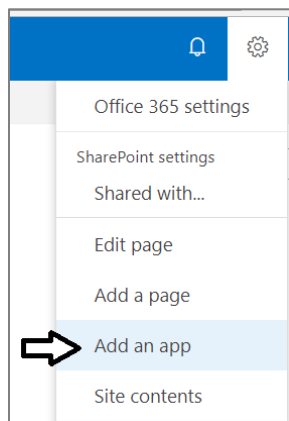 Office 365 settings
SharePoint settings
Shared with...
Edit page
Add a page
Add an app
Site contents